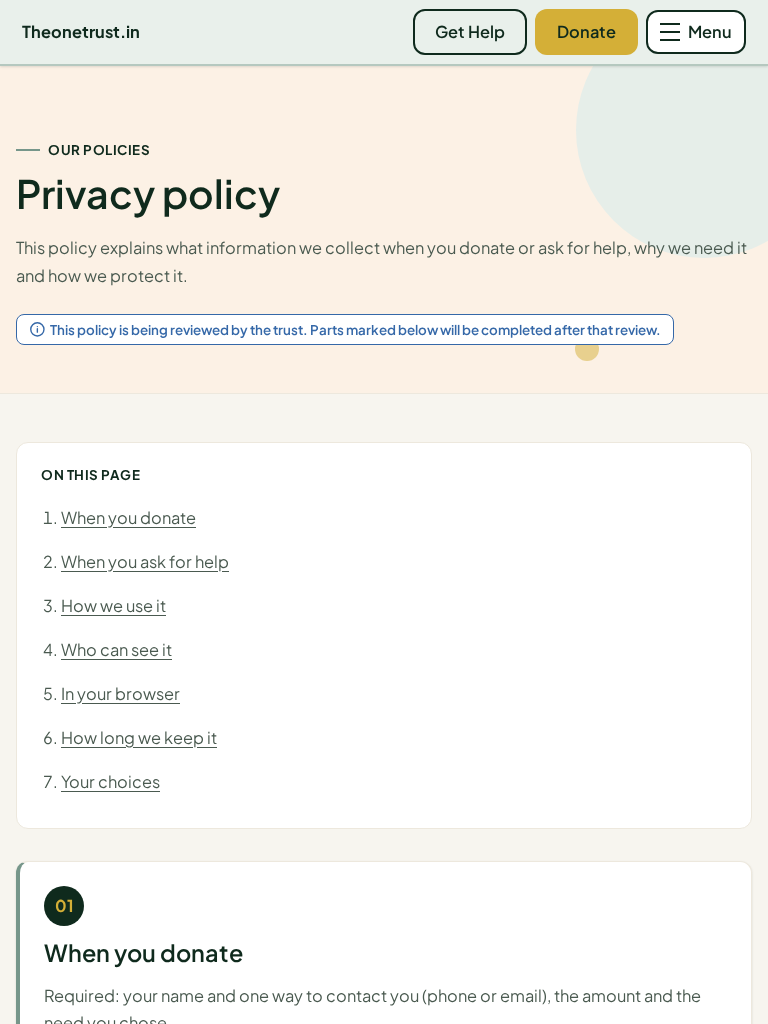 Theonetrust.in
Get Help
Donate
Menu
OUR POLICIES
Privacy policy
This policy explains what information we collect when you donate or ask for help, why we need it
and how we protect it.
This policy is being reviewed by the trust. Parts marked below will be completed after that review.
ON THIS PAGE
1. When you donate
2. When you ask for help
3. How we use it
4. Who can see it
5. In your browser
6. How long we keep it
7. Your choices
01
When you donate
Required: your name and one way to contact you (phone or email), the amount and the
need you chose.